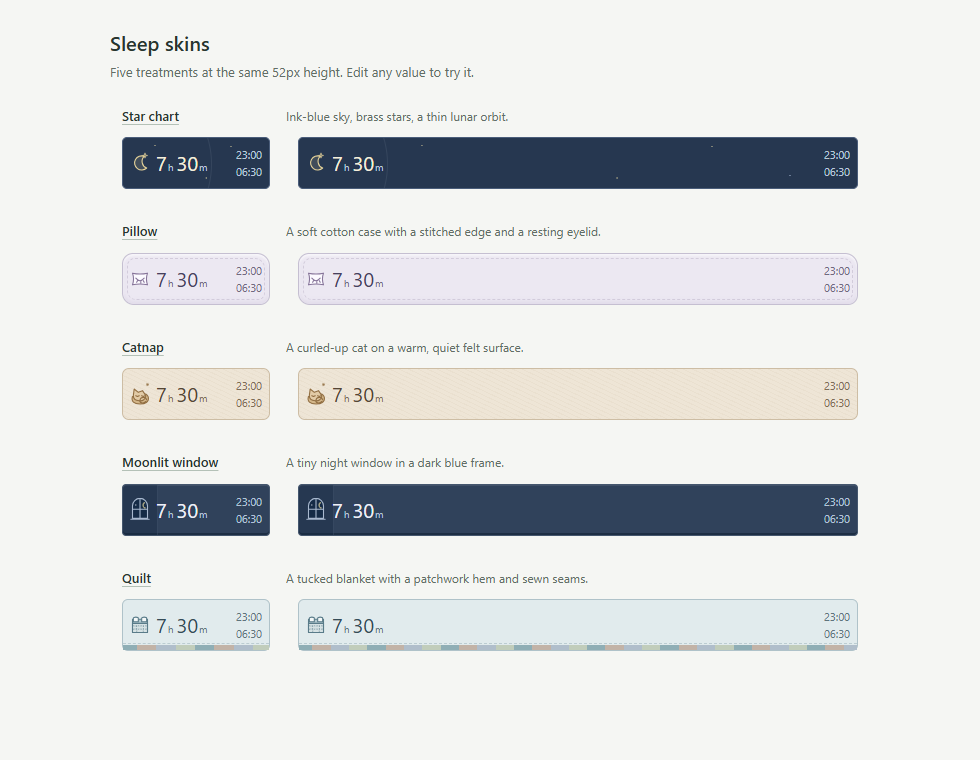 Sleep skins
Five treatments at the same 52px height. Edit any value to try it.
Star chart
Ink-blue sky, brass stars, a thin lunar orbit.
7h 30m 23:00 06:30
7h 30m 23:00 06:30
Pillow
A soft cotton case with a stitched edge and a resting eyelid.
7h 30m 23:00 06:30
7h 30m 23:00 06:30
Catnap
A curled-up cat on a warm, quiet felt surface.
7h 30m 23:00 06:30
7h 30m 23:00 06:30
Moonlit window
A tiny night window in a dark blue frame.
7h 30m 23:00 06:30
7h 30m 23:00 06:30
Quilt
A tucked blanket with a patchwork hem and sewn seams.
7h 30m 23:00 06:30
7h 30m 23:00 06:30